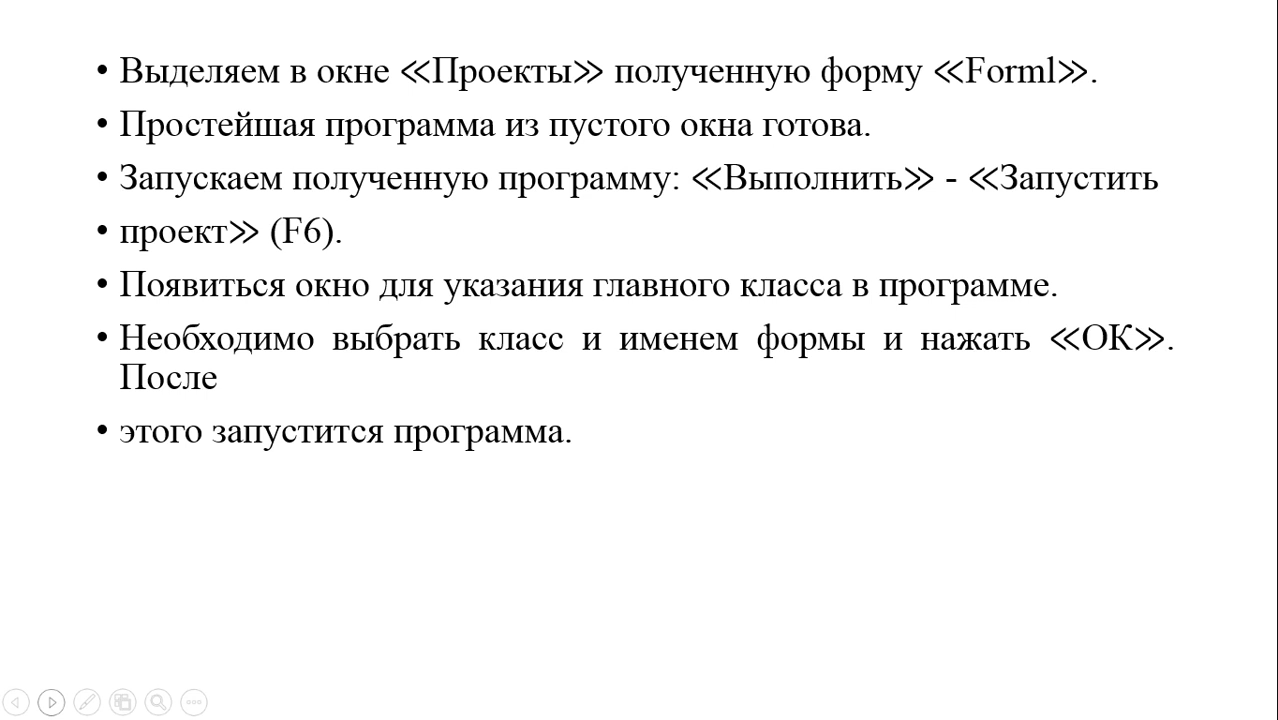 • Выделяем в окне ≪Проекты≫ полученную форму ≪Forml≫.
• Простейшая программа из пустого окна готова.
• Запускаем полученную программу: ≪Выполнить≫ - ≪Запустить
• проект≫ (F6).
• Появиться окно для указания главного класса в программе.
• Необходимо выбрать класс и именем формы и нажать ≪ОК≫.
После
• этого запустится программа.